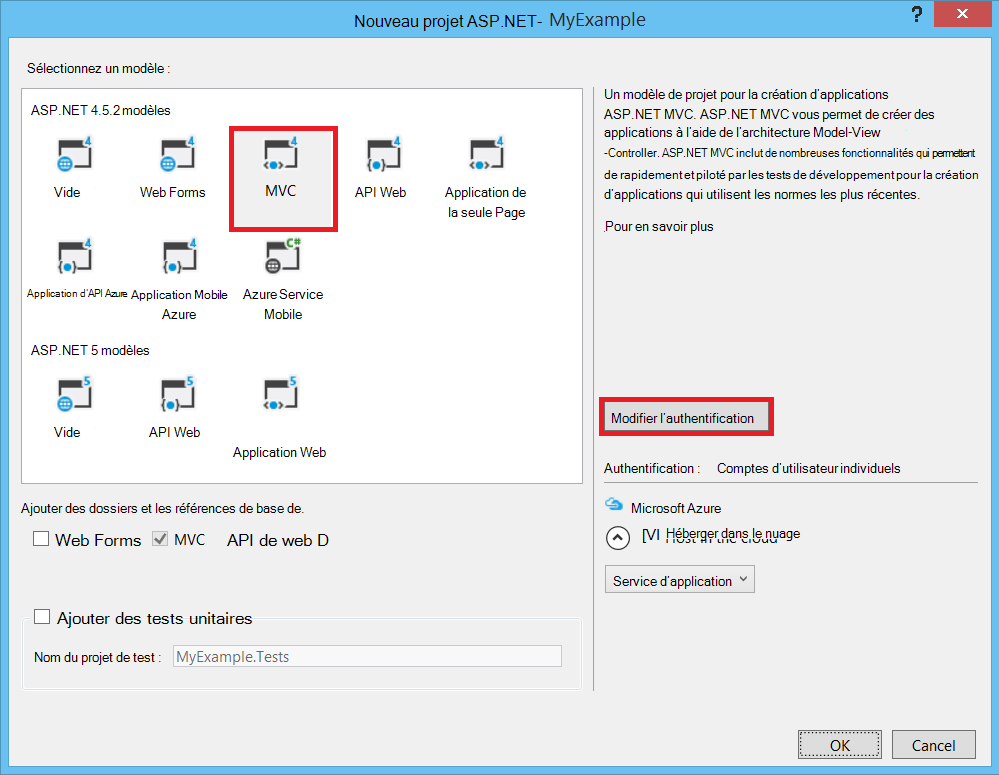 Nouveau projet ASP.NET- MyExample
?
Sélectionnez un modèle :
ASP.NET 4.5.2 modèles
4 4 4 4 4
Vide Web Forms MVC API Web Application de
la seule Page
4 4 C#
Application d'API Azure Application Mobile Azure Service
Azure Mobile
ASP.NET 5 modèles
5 5 5
Vide API Web
Application Web
Ajouter des dossiers et les références de base de.
Web Forms MVC API de web D
Ajouter des tests unitaires
Nom du projet de test : MyExample.Tests
Un modèle de projet pour la création d'applications
ASP.NET MVC. ASP.NET MVC vous permet de créer des
applications à l'aide de l'architecture Model-View
-Controller. ASP.NET MVC inclut de nombreuses fonctionnalités qui permettent
de rapidement et piloté par les tests de développement pour la création
d'applications qui utilisent les normes les plus récentes.
Pour en savoir plus
Modifier l'authentification
Authentification : Comptes d'utilisateur individuels
Microsoft Azure
[VI Héberger dans le nuage
Host in the cloud
Service d'application
OK Cancel